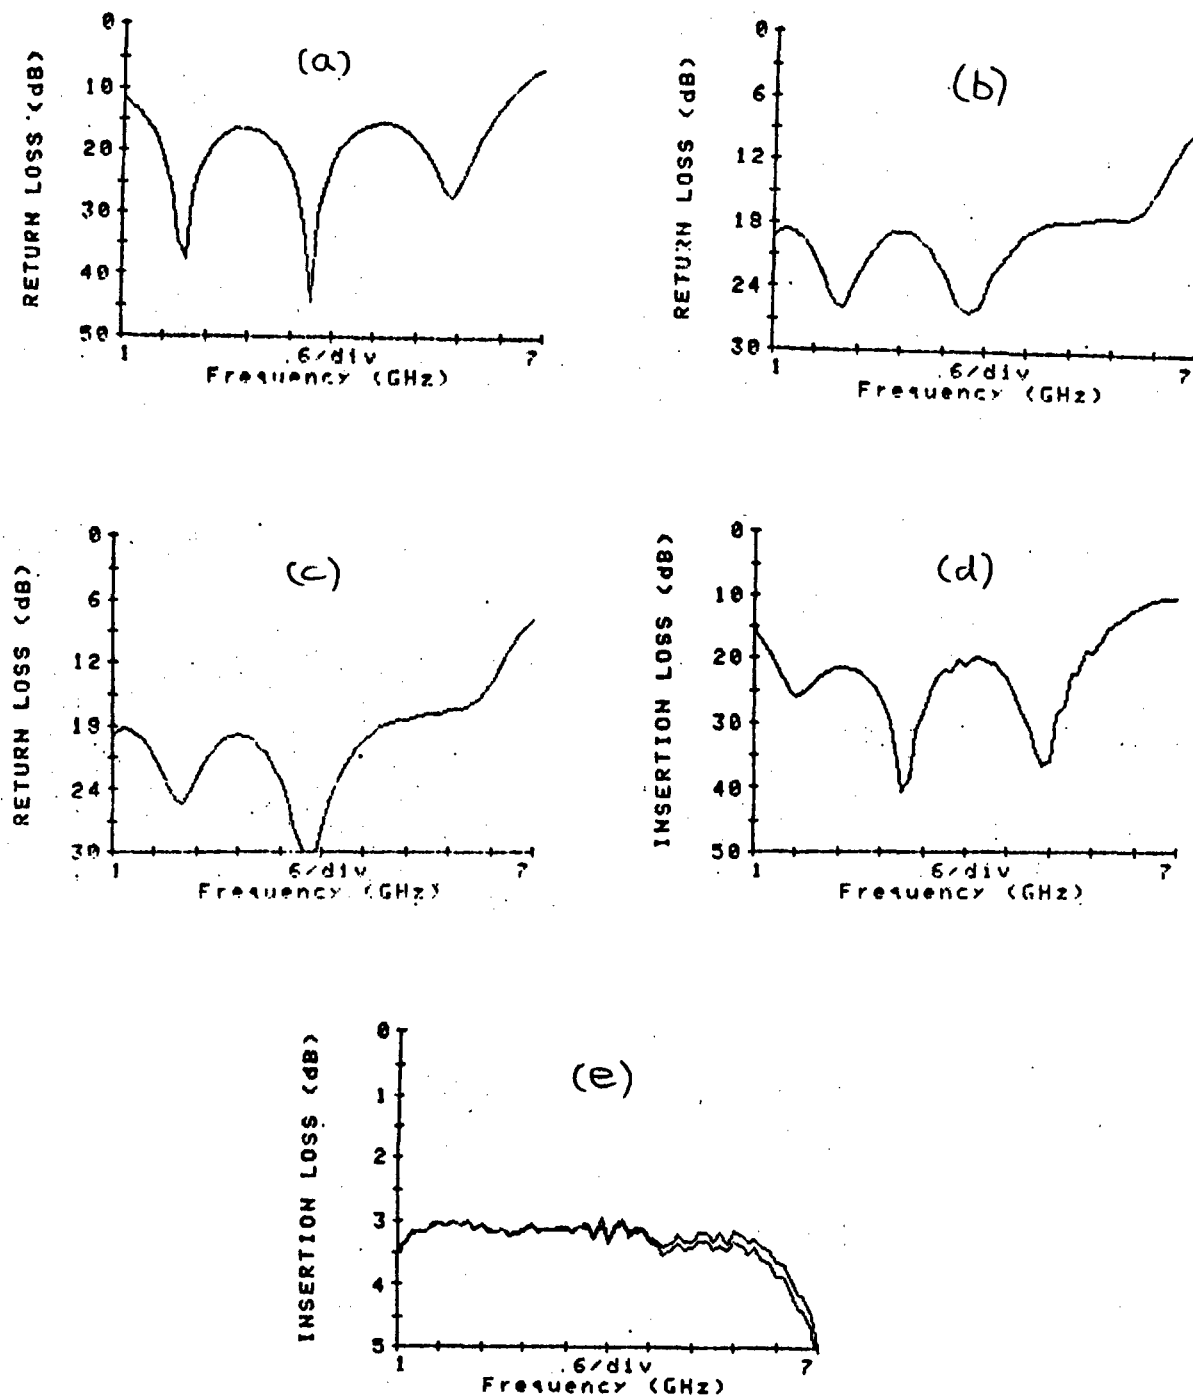 (a)
RETURN LOSS (dB)
0
10
20
30
40
50
1
.6/div
7
Frequency (GHz)
(b)
RETURN LOSS (dB)
0
6
12
18
24
30
1
.6/div
7
Frequency (GHz)
(c)
RETURN LOSS (dB)
0
6
12
18
24
30
1
.6/div
7
Frequency (GHz)
(d)
INSERTION LOSS (dB)
0
10
20
30
40
50
1
.6/div
7
Frequency (GHz)
(e)
INSERTION LOSS (dB)
0
1
2
3
4
5
1
.6/div
7
Frequency (GHz)